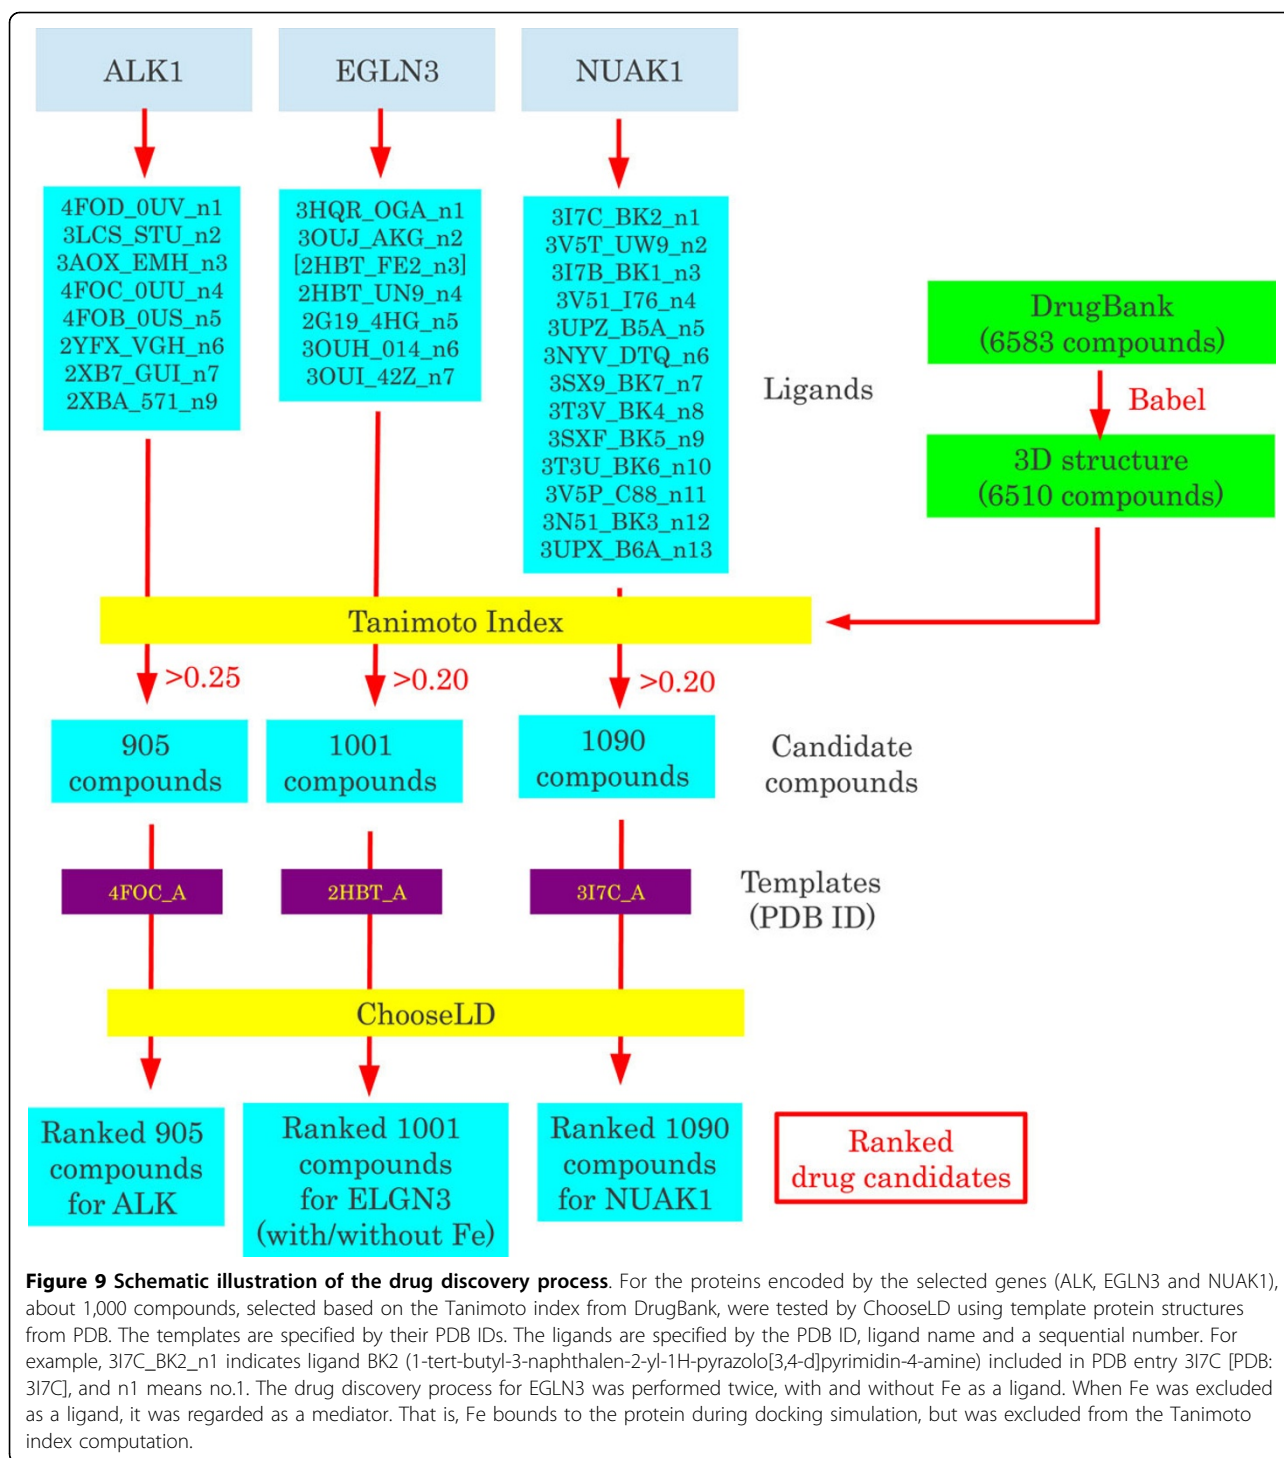 ALK1
EGLN3
NUAK1
4FOD_0UV_n1
3LCS_STU_n2
3AOX_EMH_n3
4FOC_0UU_n4
4FOB_0US_n5
2YFX_VGH_n6
2XB7_GUI_n7
2XBA_571_n9
3HQR_OGA_n1
3OUJ_AKG_n2
[2HBT_FE2_n3]
2HBT_UN9_n4
2G19_4HG_n5
3OUH_014_n6
3OUI_42Z_n7
3I7C_BK2_n1
3V5T_UW9_n2
3I7B_BK1_n3
3V51_I76_n4
3UPZ_B5A_n5
3NYV_DTQ_n6
3SX9_BK7_n7
3T3V_BK4_n8
3SXF_BK5_n9
3T3U_BK6_n10
3V5P_C88_n11
3N51_BK3_n12
3UPX_B6A_n13
Ligands
DrugBank
(6583 compounds)
Babel
3D structure
(6510 compounds)
Tanimoto Index
>0.25
>0.20
>0.20
905
compounds
1001
compounds
1090
compounds
Candidate
compounds
4FOC_A
2HBT_A
3I7C_A
Templates
(PDB ID)
ChooseLD
Ranked 905
compounds
for ALK
Ranked 1001
compounds
for ELGN3
(with/without Fe)
Ranked 1090
compounds
for NUAK1
Ranked
drug candidates
Figure 9 Schematic illustration of the drug discovery process. For the proteins encoded by the selected genes (ALK, EGLN3 and NUAK1),
about 1,000 compounds, selected based on the Tanimoto index from DrugBank, were tested by ChooseLD using template protein structures
from PDB. The templates are specified by their PDB IDs. The ligands are specified by the PDB ID, ligand name and a sequential number. For
example, 3I7C_BK2_n1 indicates ligand BK2 (1-tert-butyl-3-naphthalen-2-yl-1H-pyrazolo[3,4-d]pyrimidin-4-amine) included in PDB entry 3I7C [PDB:
3I7C], and n1 means no.1. The drug discovery process for EGLN3 was performed twice, with and without Fe as a ligand. When Fe was excluded
as a ligand, it was regarded as a mediator. That is, Fe bounds to the protein during docking simulation, but was excluded from the Tanimoto
index computation.